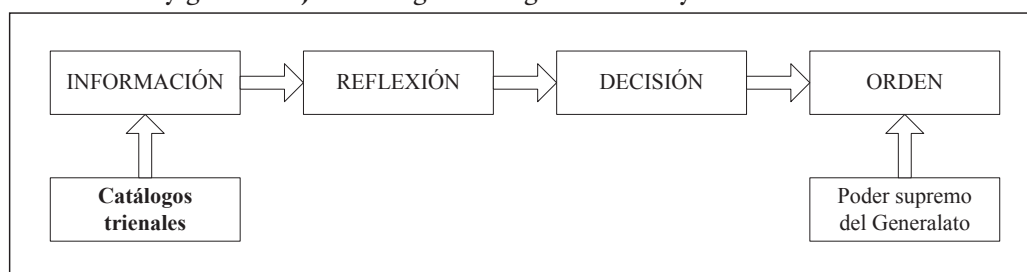 INFORMACIÓN
REFLEXIÓN
DECISIÓN
ORDEN
Catálogos
trienales
Poder supremo
del Generalato